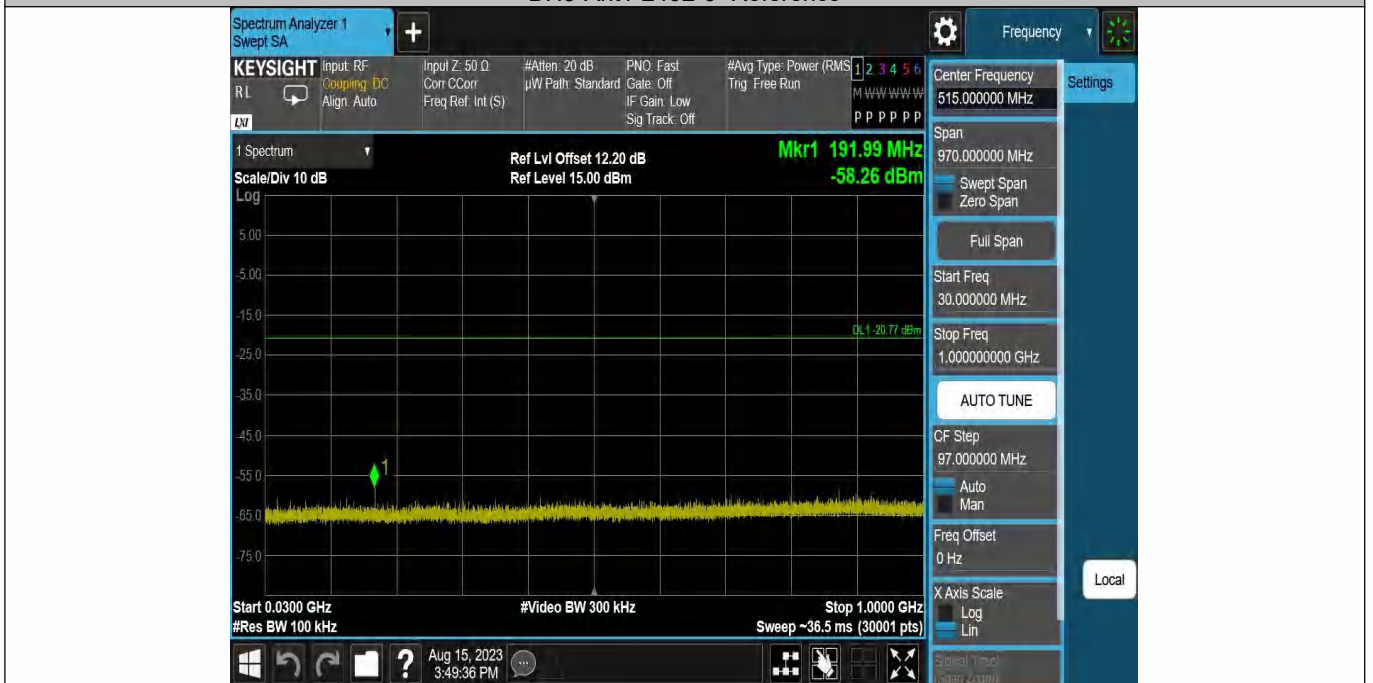 Spectrum Analyzer 1
Swept SA
Frequency
KEYSIGHT
RL
LXI
Input: RF
Coupling: DC
Align: Auto
Input Z: 50 Ω
Corr CCorr
Freq Ref: Int (S)
#Atten: 20 dB
µW Path: Standard
PNO: Fast
Gate: Off
IF Gain: Low
Sig Track: Off
#Avg Type: Power (RMS
Trig: Free Run
1 2 3 4 5 6
M W W W W W
P P P P P P
Center Frequency
515.000000 MHz
Settings
1 Spectrum
Scale/Div 10 dB
Ref Lvl Offset 12.20 dB
Ref Level 15.00 dBm
Mkr1 191.99 MHz
-58.26 dBm
Span
970.000000 MHz
Swept Span
Zero Span
Full Span
Start Freq
30.000000 MHz
Stop Freq
1.000000000 GHz
AUTO TUNE
CF Step
97.000000 MHz
Auto
Man
Freq Offset
0 Hz
X Axis Scale
Log
Lin
Local
Log
5.00
-5.00
-15.0
DL1 -20.77 dBm
-25.0
-35.0
-45.0
-55.0
1
-65.0
-75.0
Start 0.0300 GHz
#Res BW 100 kHz
#Video BW 300 kHz
Stop 1.0000 GHz
Sweep ~36.5 ms (30001 pts)
?
Aug 15, 2023
3:49:36 PM
Signal Track
(Span Zoom)